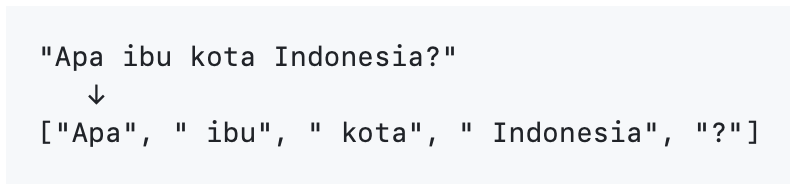 "Apa ibu kota Indonesia?"
↓
["Apa", " ibu", " kota", " Indonesia", "?"]